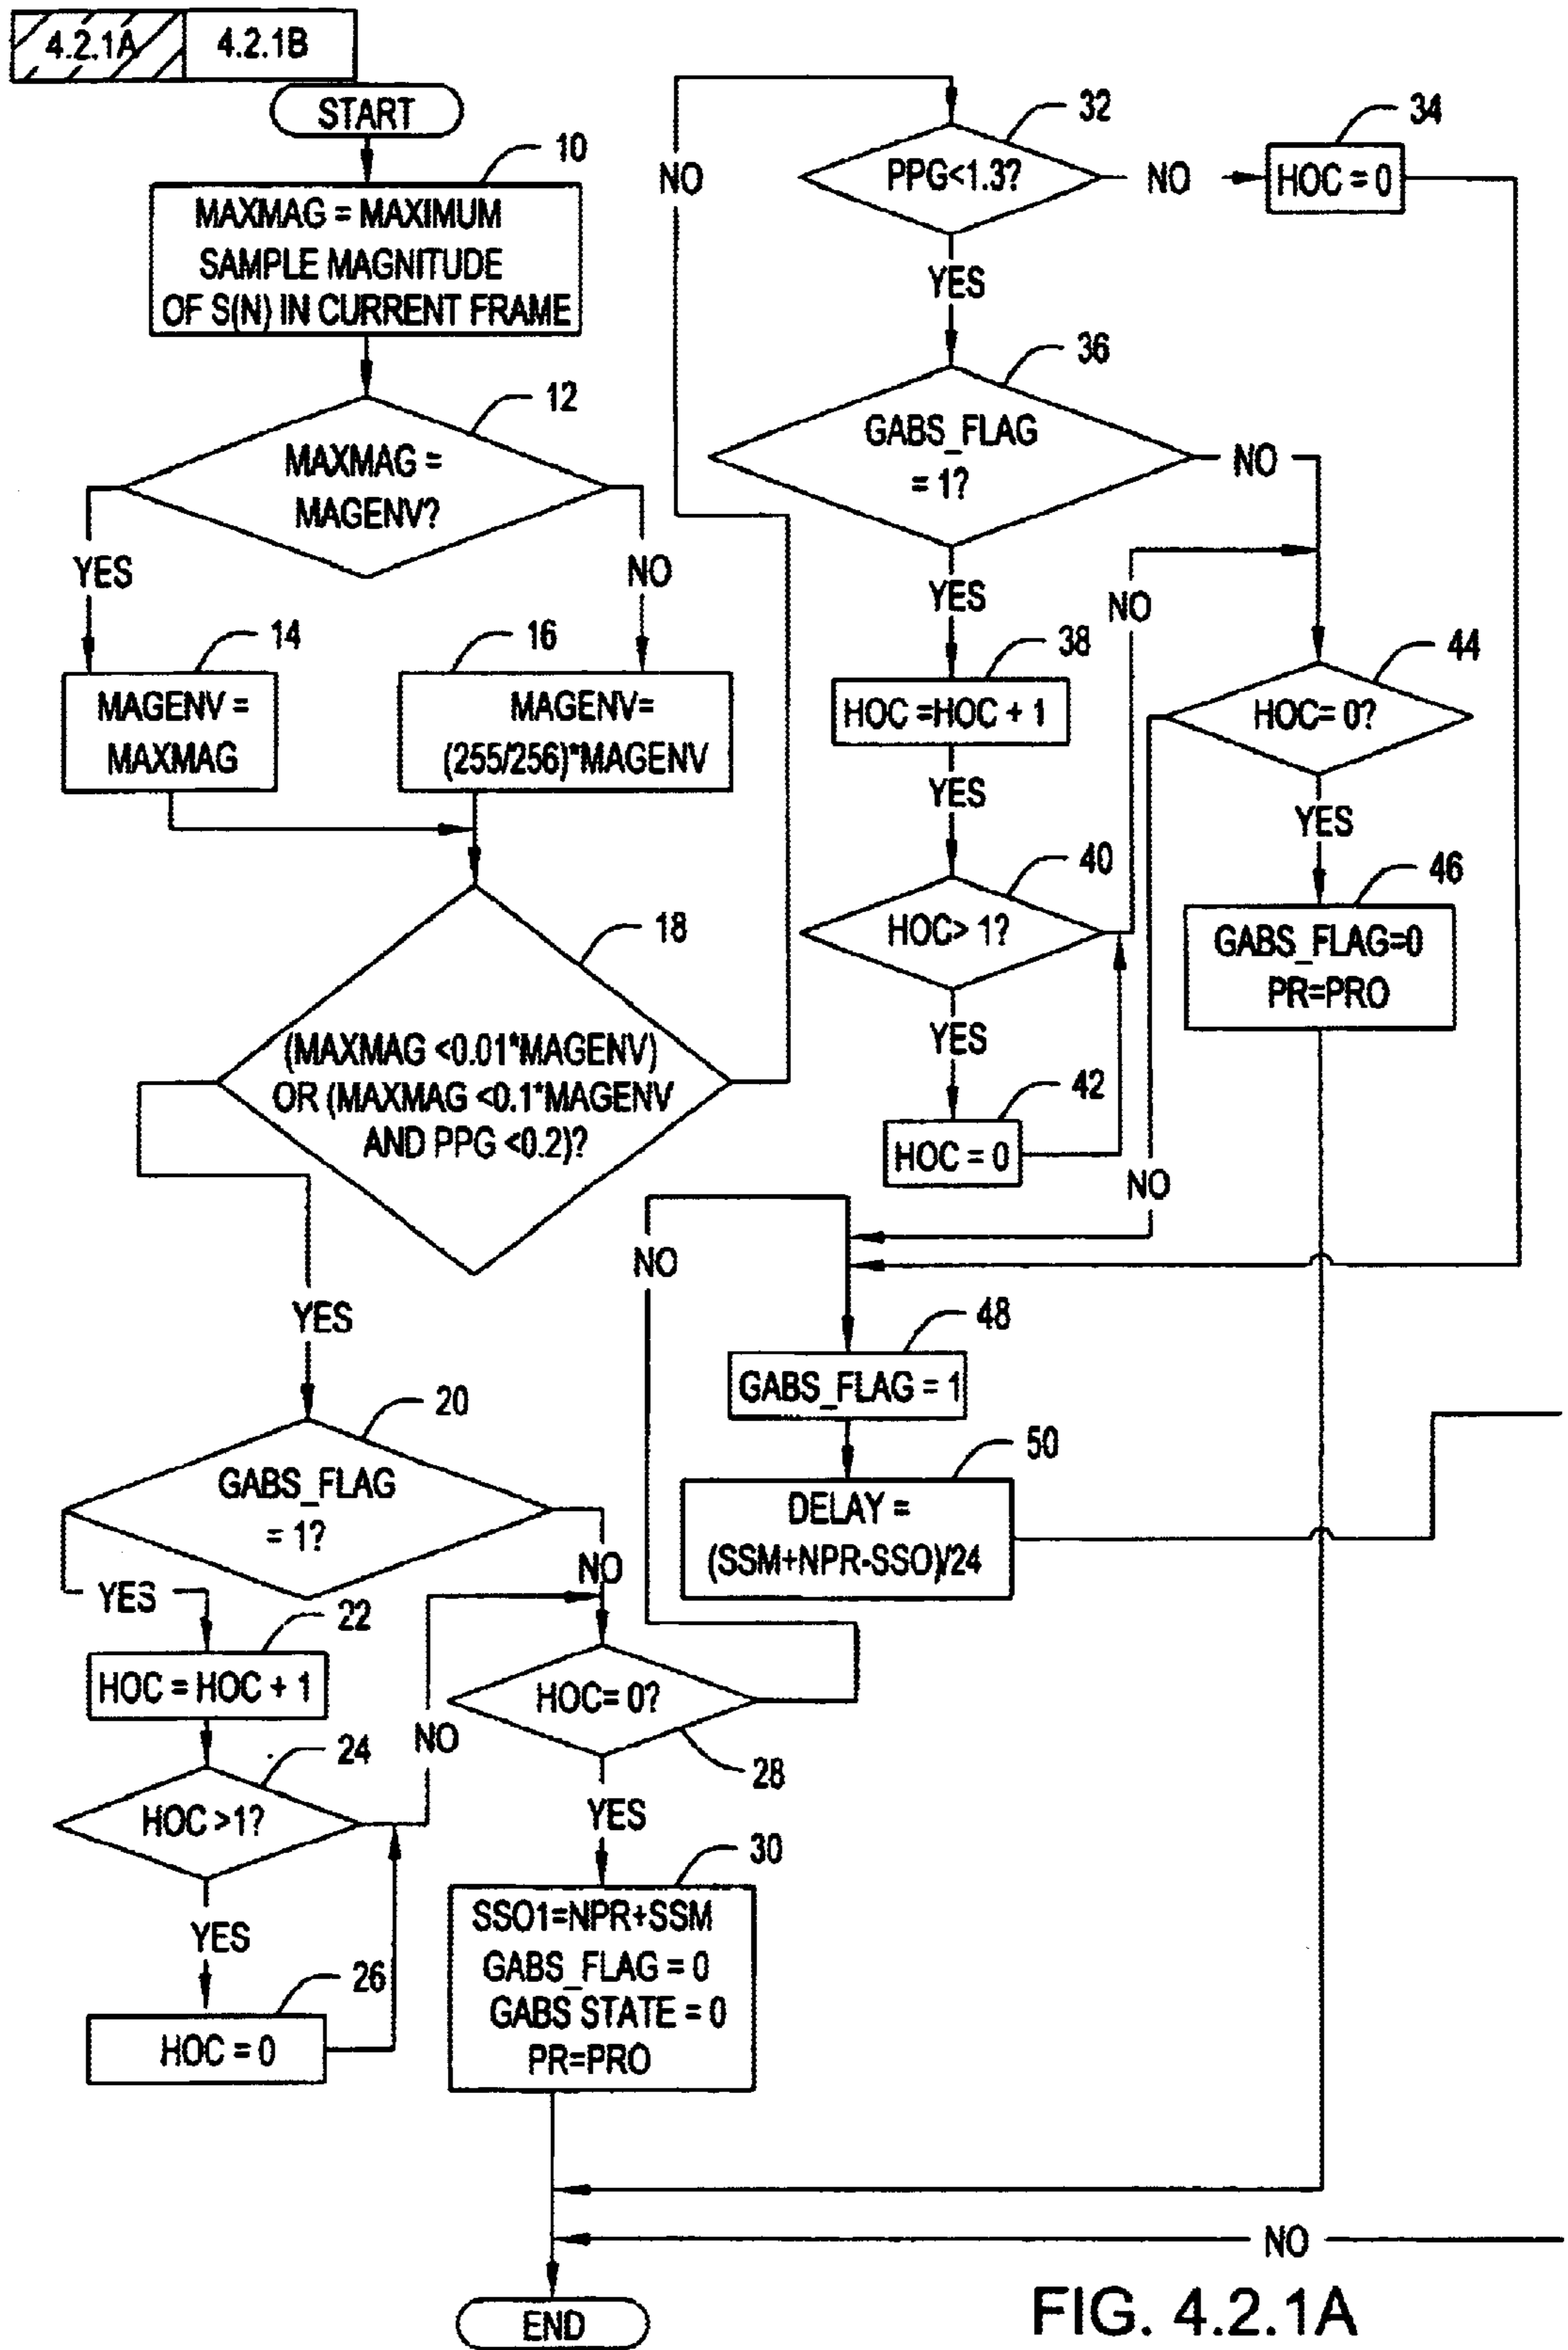 4.2.1A 4.2.1B
START
10
MAXMAG = MAXIMUM
SAMPLE MAGNITUDE
OF S(N) IN CURRENT FRAME
12
MAXMAG =
MAGENV?
YES
NO
14
MAGENV =
MAXMAG
16
MAGENV=
(255/256)*MAGENV
18
(MAXMAG <0.01*MAGENV)
OR (MAXMAG <0.1*MAGENV
AND PPG <0.2)?
YES
NO
20
GABS_FLAG
= 1?
YES
NO
22
HOC = HOC + 1
24
HOC >1?
NO
YES
26
HOC = 0
HOC= 0?
28
NO
YES
30
SSO1=NPR+SSM
GABS_FLAG = 0
GABS STATE = 0
PR=PRO
32
PPG<1.3?
NO
34
HOC = 0
YES
36
GABS_FLAG
= 1?
NO
YES
38
HOC =HOC + 1
YES
40
HOC> 1?
NO
YES
42
HOC = 0
44
HOC= 0?
NO
YES
46
GABS_FLAG=0
PR=PRO
48
GABS_FLAG = 1
50
DELAY =
(SSM+NPR-SSO)/24
NO
END
FIG. 4.2.1A